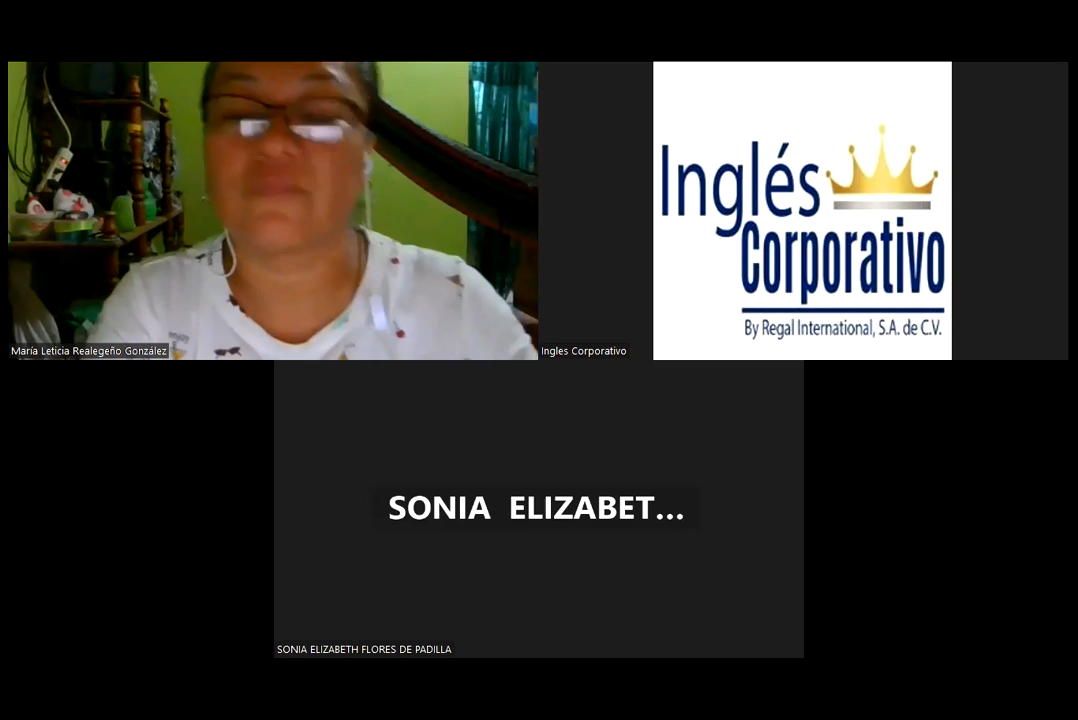 Inglés
Corporativo
By Regal International, S.A. de C.V.
María Leticia Realegeño González
Ingles Corporativo
SONIA ELIZABET...
SONIA ELIZABETH FLORES DE PADILLA